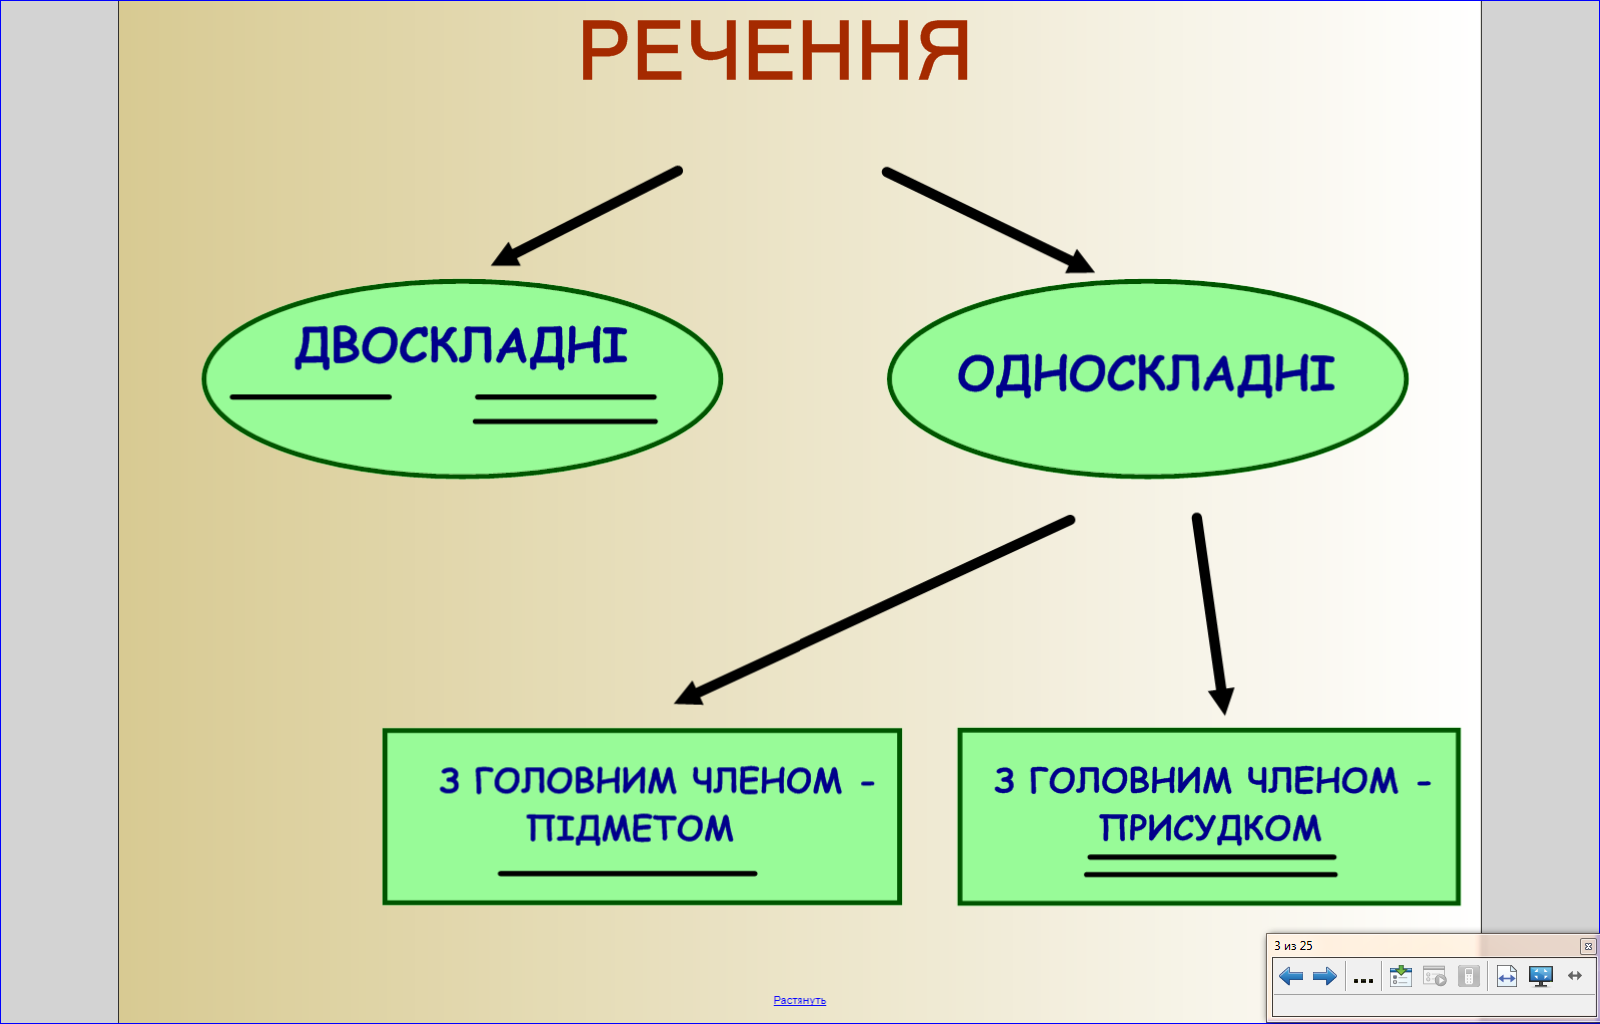 РЕЧЕННЯ
ДВОСКЛАДНІ
ОДНОСКЛАДНІ
З ГОЛОВНИМ ЧЛЕНОМ -
ПІДМЕТОМ
З ГОЛОВНИМ ЧЛЕНОМ -
ПРИСУДКОМ
3 из 25
...
Растянуть